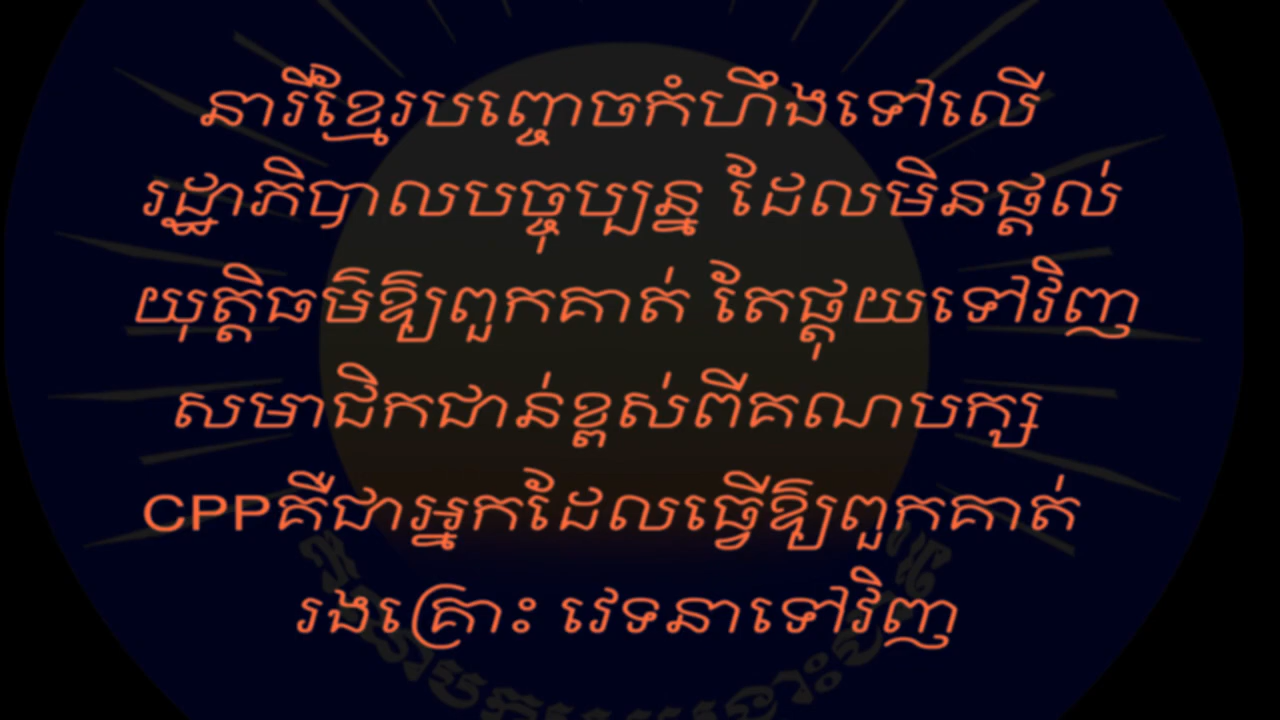 នារីខ្មែរបញ្ចេចកំហឹងទៅលើ
រដ្ឋាភិបាលបច្ចុប្បន្ន ដែលមិនផ្តល់
យុត្តិធម៌ឱ្យពួកគាត់ តែផ្តុយទៅវិញ
សមាជិកជាន់ខ្ពស់ពីគណបក្ស
CPPគឺជាអ្នកដែលធ្វើឱ្យពួកគាត់
រងគ្រោះ វេទនាទៅវិញ